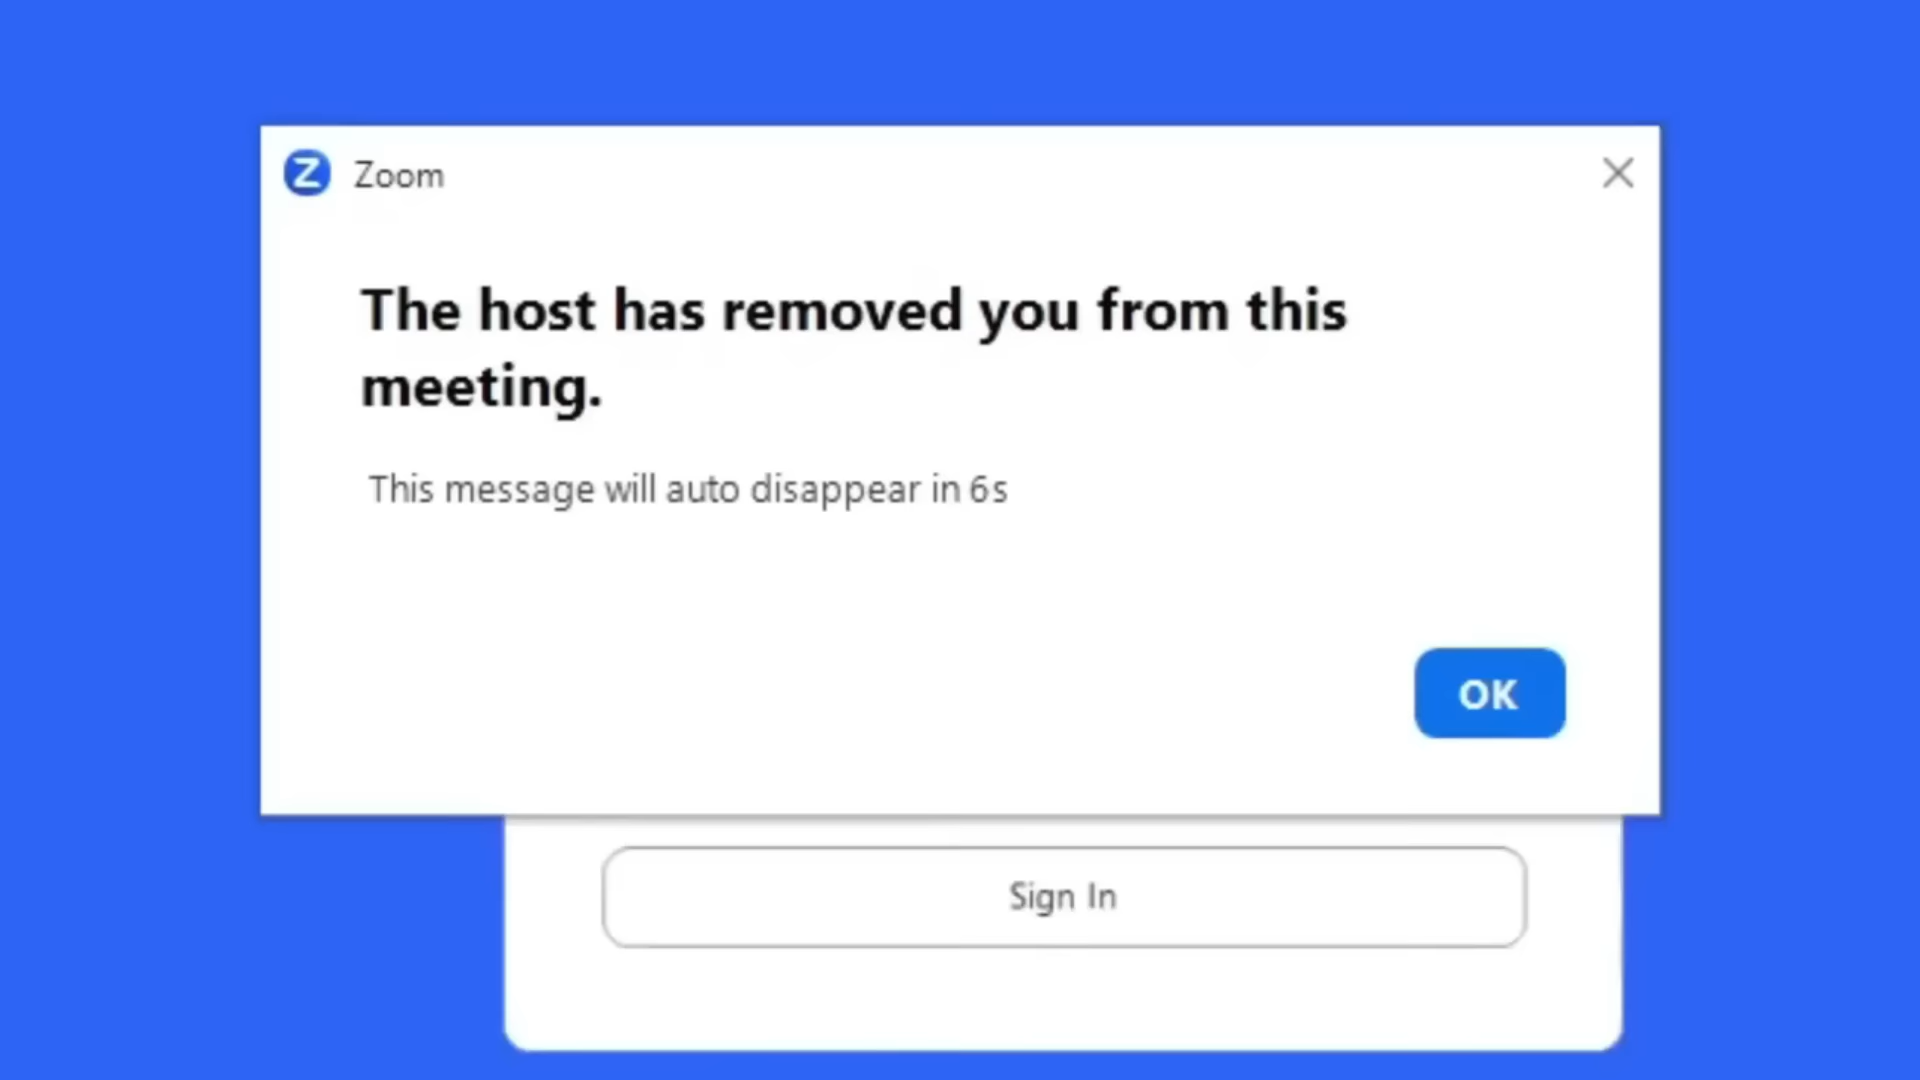 Zoom
The host has removed you from this
meeting.
This message will auto disappear in 6s
OK
Sign In